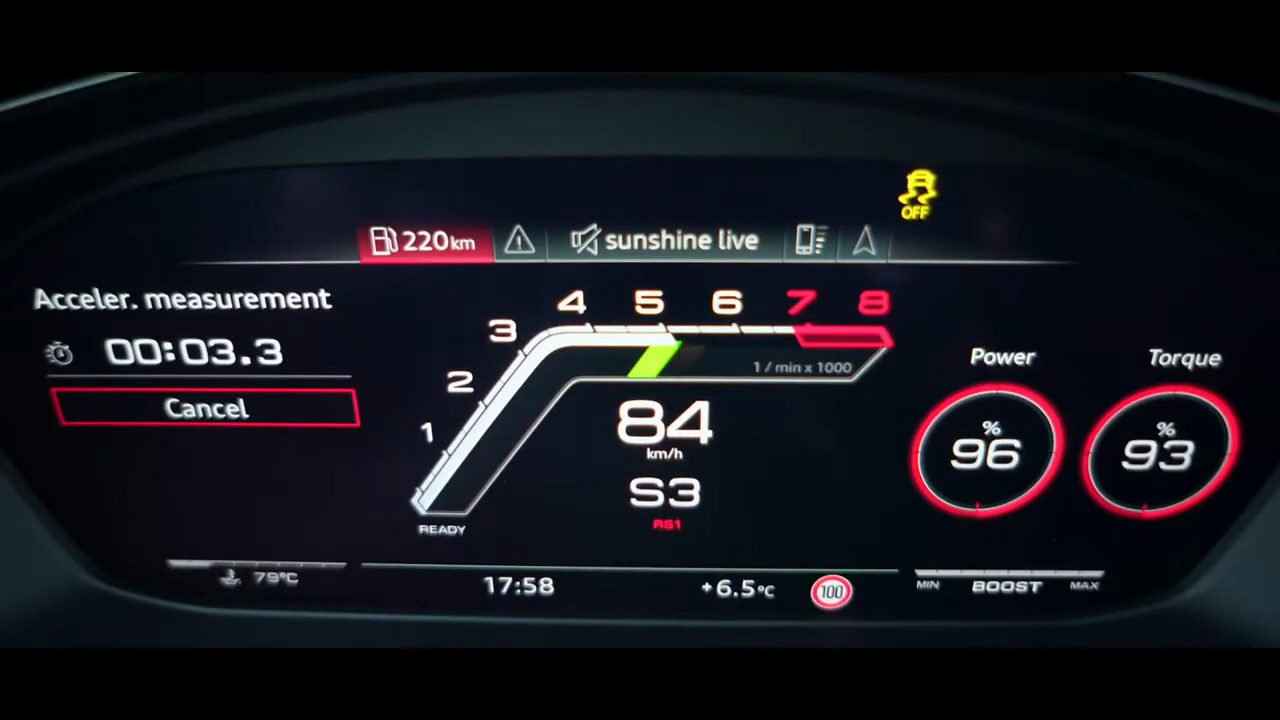 OFF
220km
sunshine live
Acceler. measurement
00:03.3
Cancel
1 2 3 4 5 6 7 8
1 / min x 1000
84
km/h
S3
RS1
READY
Power
%
96
Torque
%
93
79°C
17:58
+6.5°C
100
MIN BOOST MAX